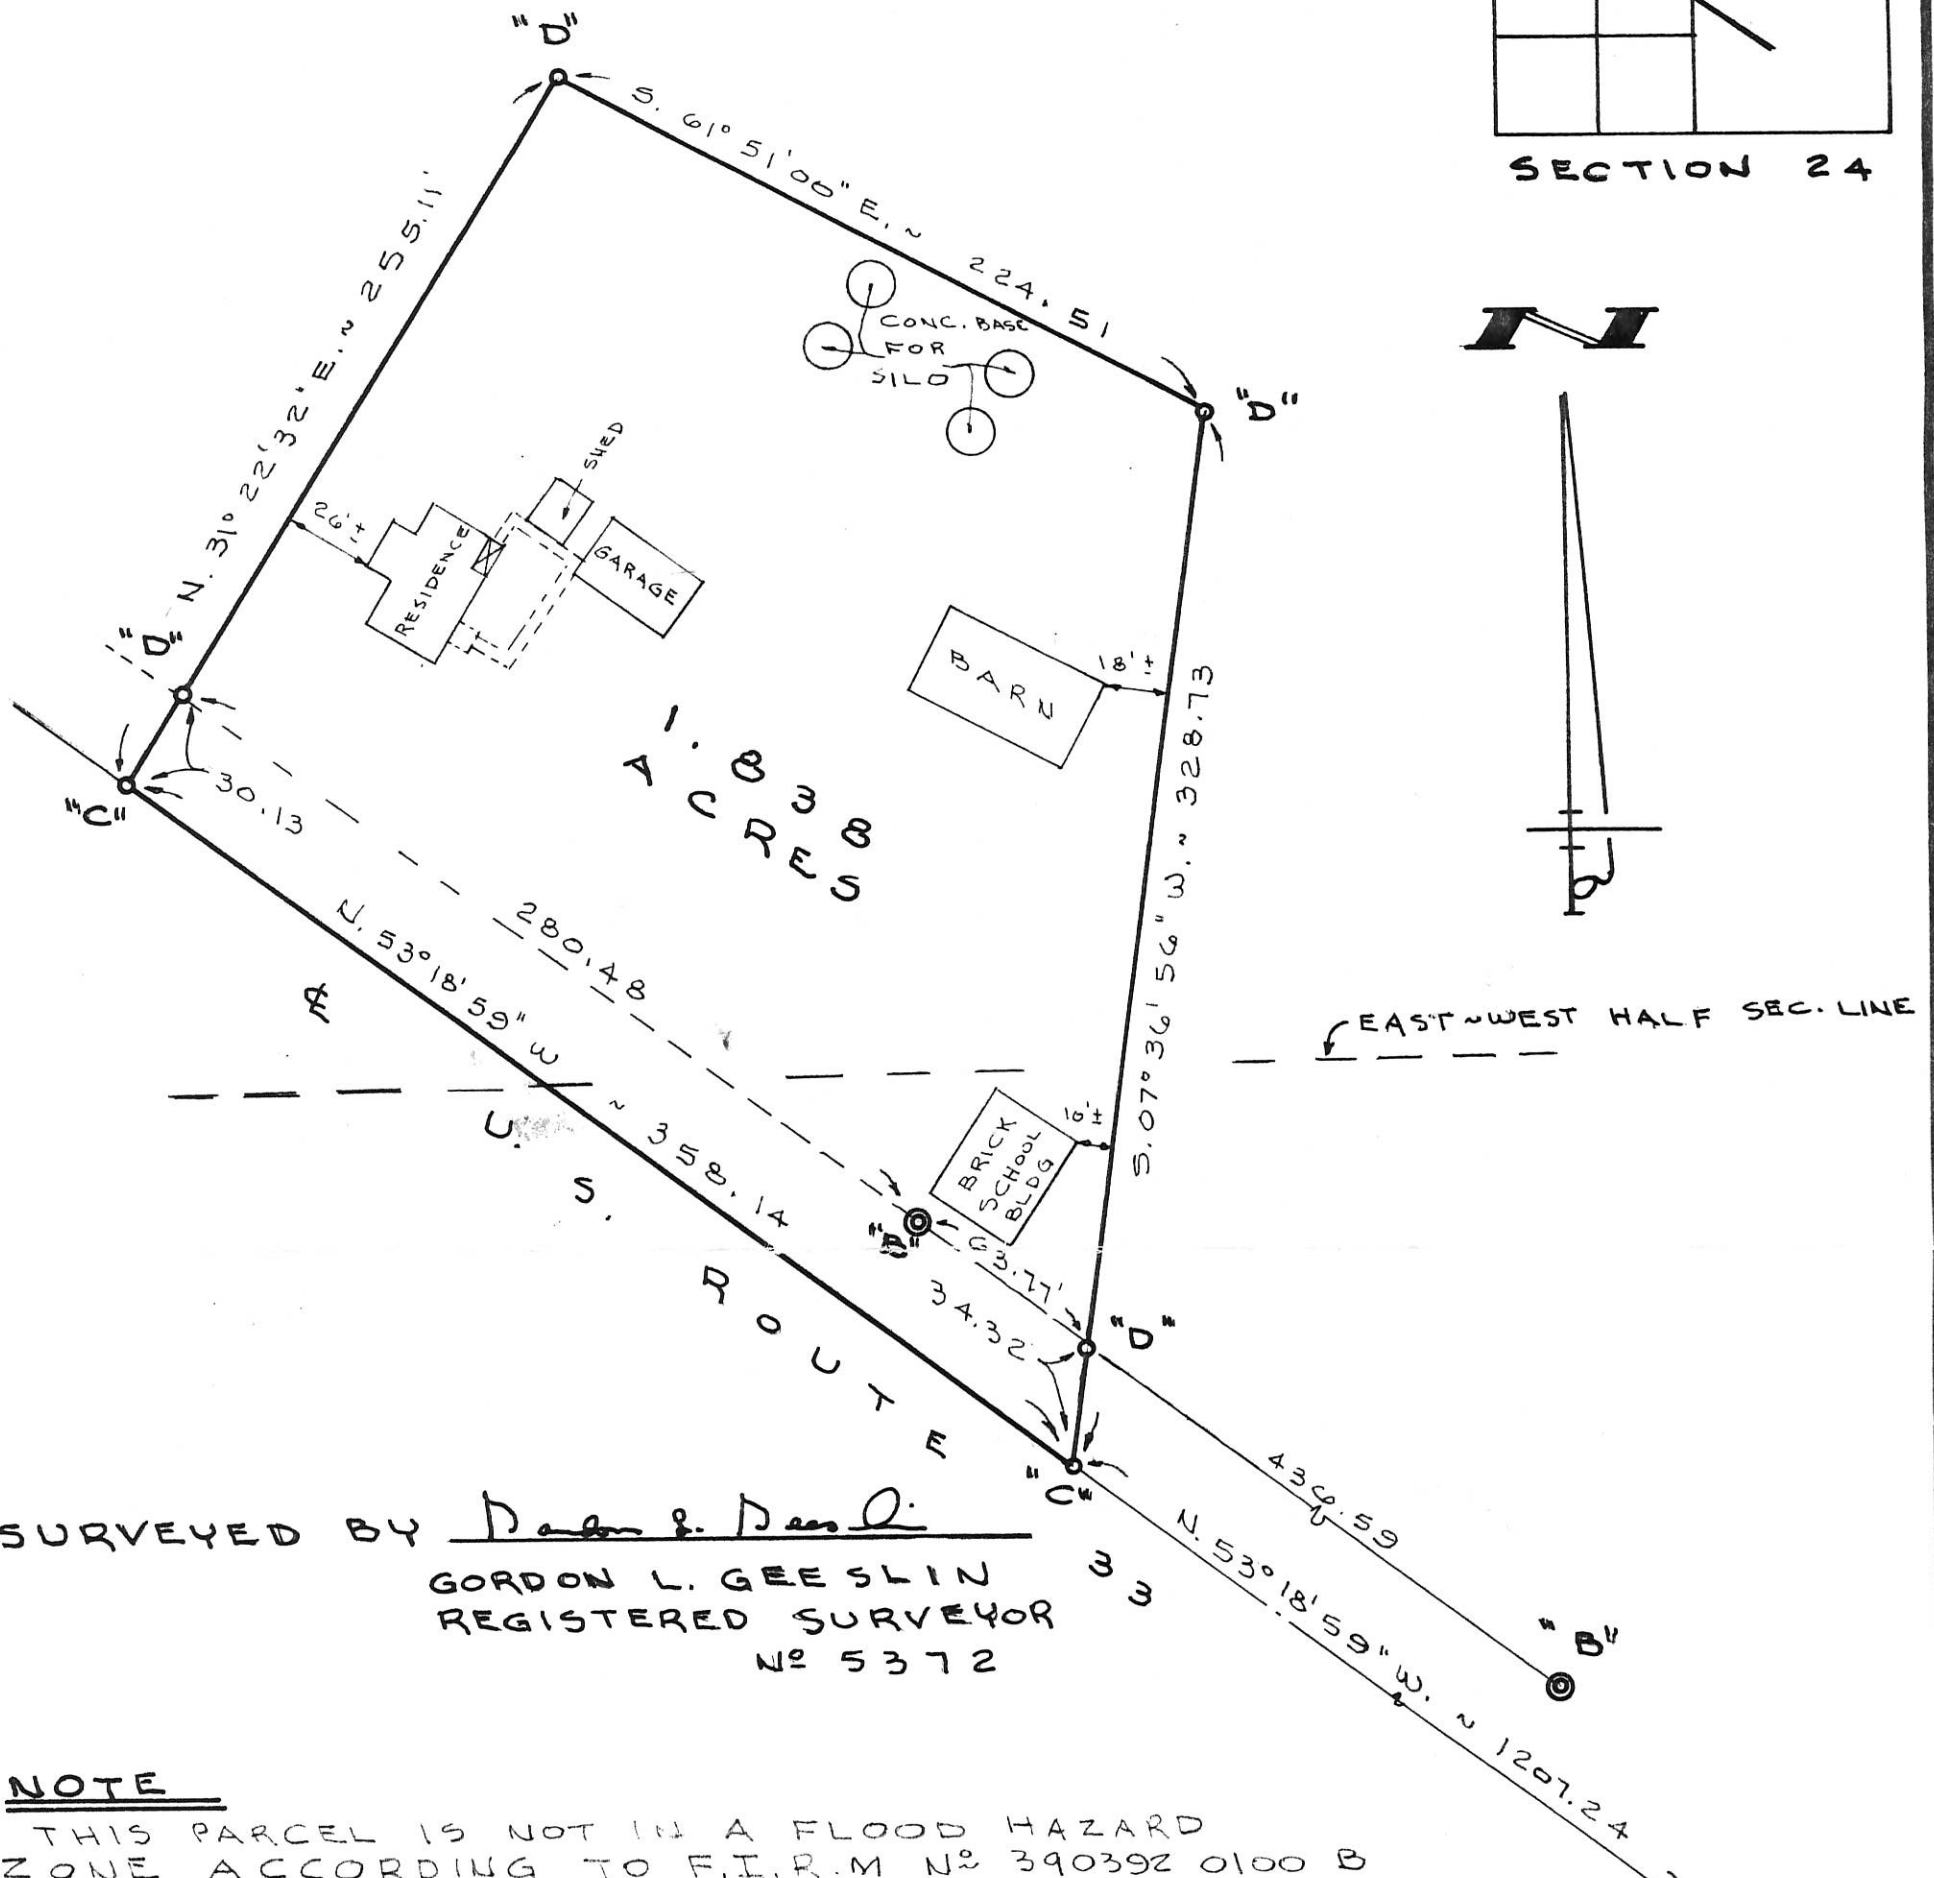 "D"
S. 61° 51' 00" E. ~ 224.51
SECTION 24
N. 31° 22' 32" E. ~ 255.11'
CONC. BASE
FOR
SILO
"D"
N
SHED
26'±
RESIDENCE
GARAGE
"D"
BARN
18'±
S. 07° 36' 56" W. ~ 328.73
1.838
ACRES
30.13
"C"
280.48
N. 53° 18' 59" W ~ 358.14
EAST~WEST HALF SEC. LINE
℄ U.S. ROUTE 33
BRICK
SCHOOL
BLDG
10'±
"B"
63.77'
34.32
"D"
"C"
436.59
N. 53° 18' 59" W. ~ 1207.24
"B"
SURVEYED BY
GORDON L. GEESLIN
REGISTERED SURVEYOR
Nº 5372
NOTE
THIS PARCEL IS NOT IN A FLOOD HAZARD
ZONE ACCORDING TO F.I.R.M Nº 390392 0100 B